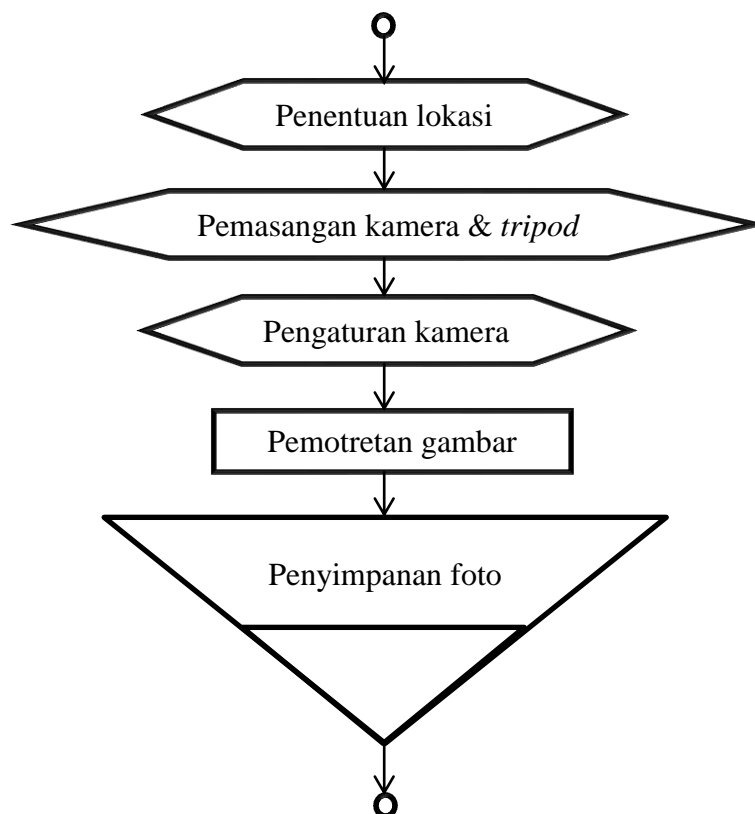 Penentuan lokasi
Pemasangan kamera & tripod
Pengaturan kamera
Pemotretan gambar
Penyimpanan foto